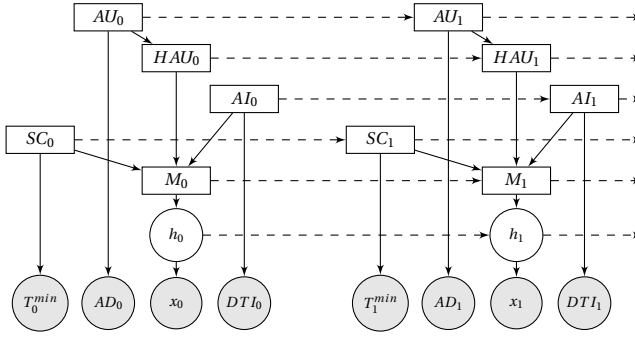 AU₀ AU₁
HAU₀ HAU₁
AI₀ AI₁
SC₀ SC₁
M₀ M₁
h₀ h₁
T₀ᵐⁱⁿ AD₀ x₀ DTI₀ T₁ᵐⁱⁿ AD₁ x₁ DTI₁